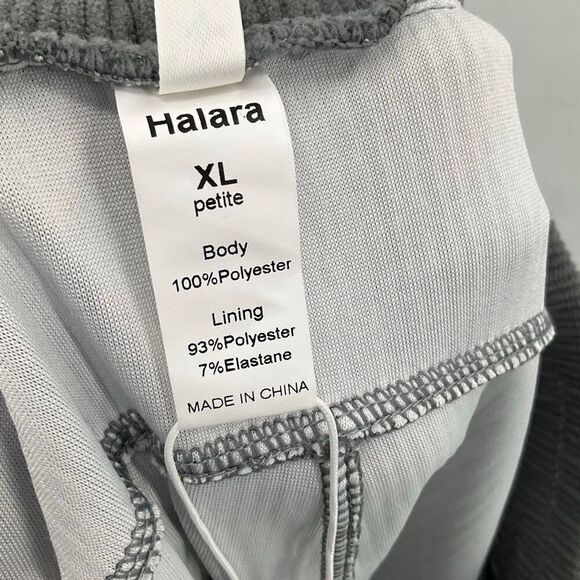 Halara
XL
petite
Body
100%Polyester
Lining
93%Polyester
7%Elastane
MADE IN CHINA